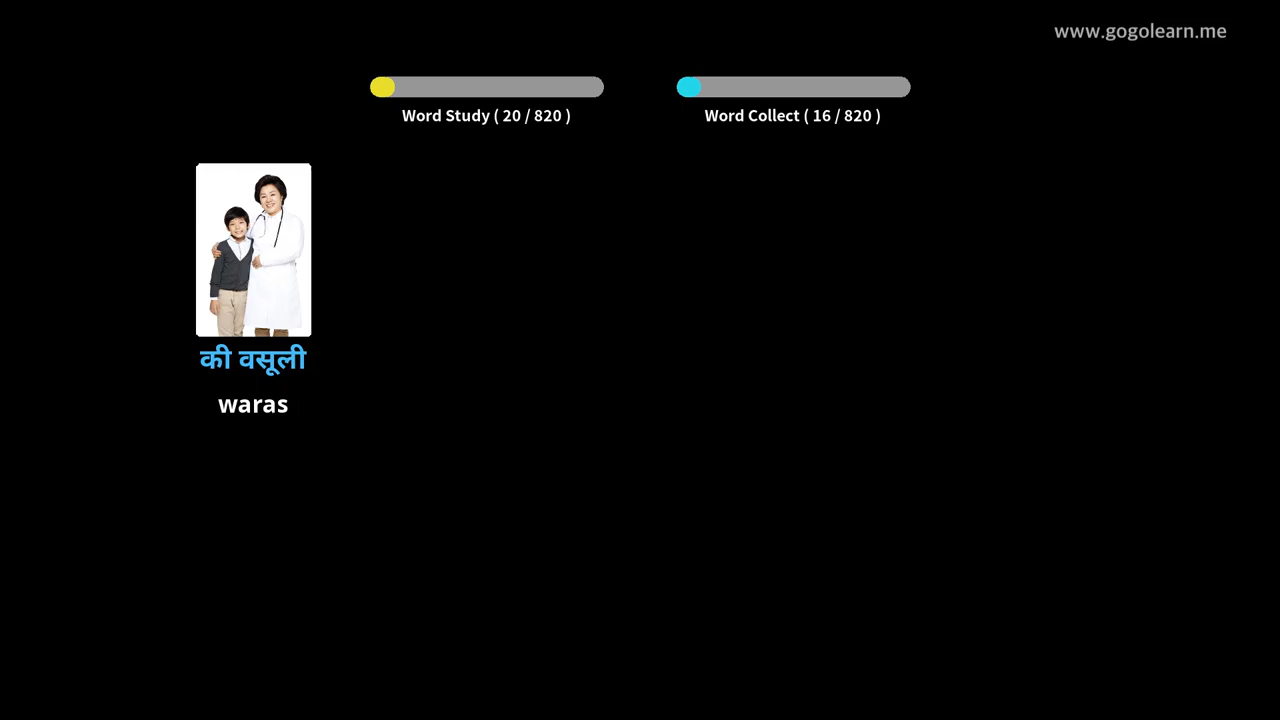 www.gogolearn.me
Word Study ( 20 / 820 )
Word Collect ( 16 / 820 )
की वसूली
waras